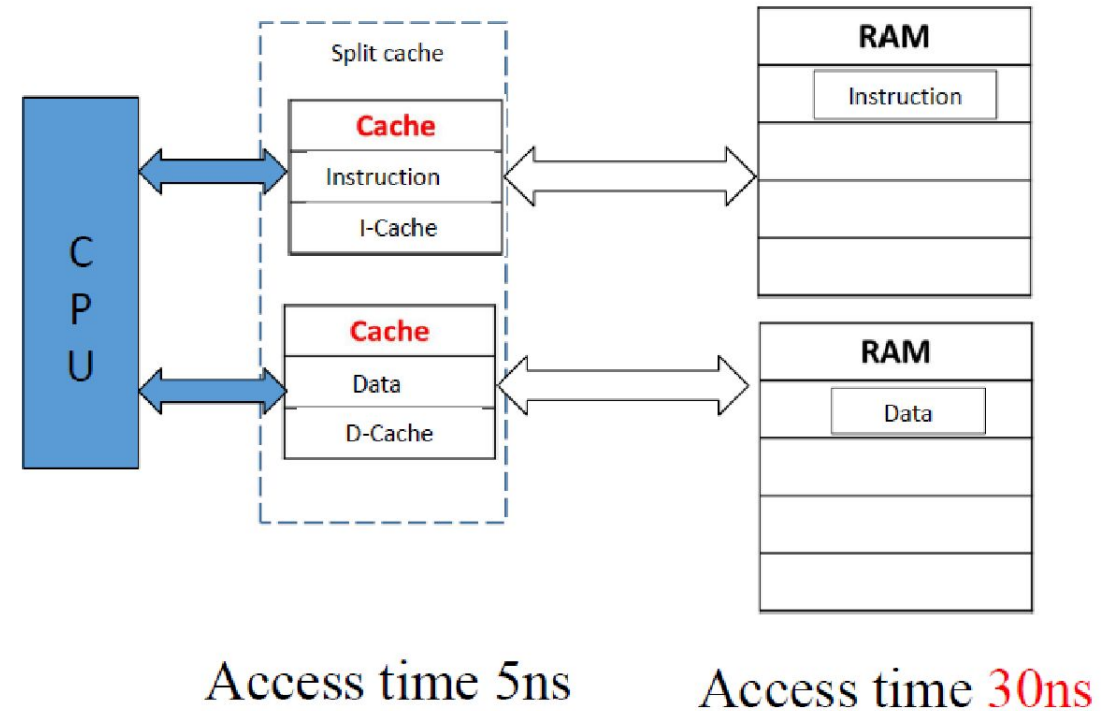 Split cache
Cache
Instruction
I-Cache
Cache
Data
D-Cache
C
P
U
RAM
Instruction
RAM
Data
Access time 5ns
Access time 30ns